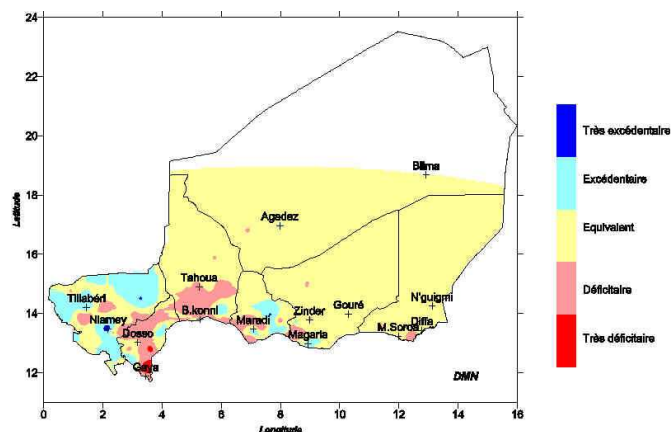 24
22
20
18
16
14
12
Latitude
Bilma
Agadez
Tahoua
Tillabéri
Niamey
Dosso
Gaya
B.konni
Maradi
Zinder
Magaria
Gouré
N'guigmi
Diffa
M.Soroa
DMN
0 2 4 6 8 10 12 14 16
Longitude
Très excédentaire
Excédentaire
Equivalent
Déficitaire
Très déficitaire